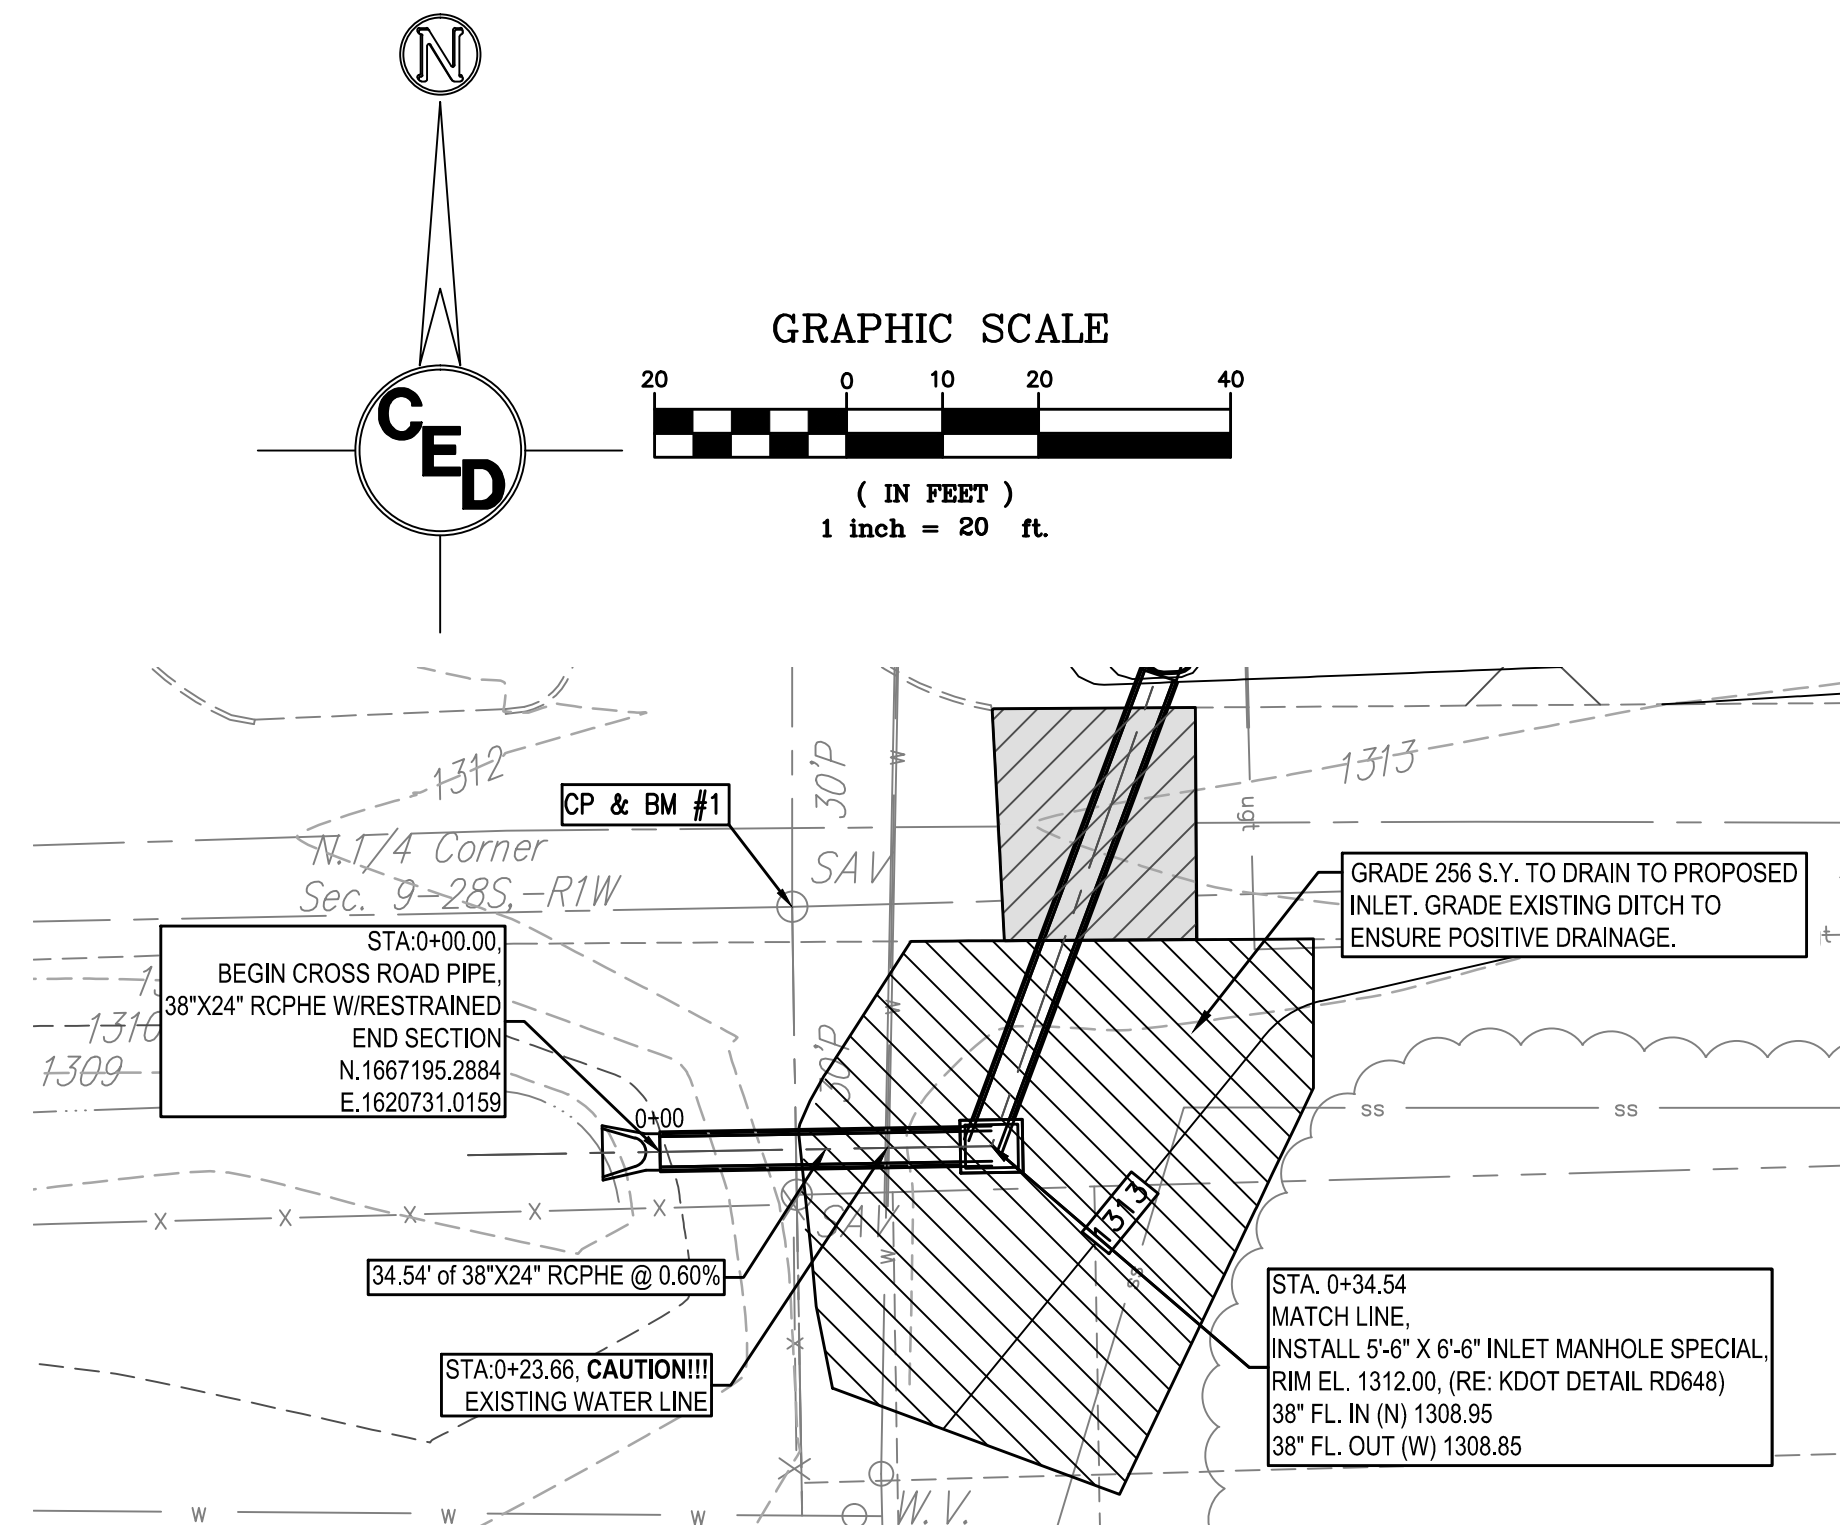 N
C
E
D
GRAPHIC SCALE
20 0 10 20 40
( IN FEET )
1 inch = 20 ft.
1312
30'P
W
1313
CP & BM #1
ugt
N.1/4 Corner
Sec. 9-28S,-R1W
SAV
GRADE 256 S.Y. TO DRAIN TO PROPOSED
INLET. GRADE EXISTING DITCH TO
ENSURE POSITIVE DRAINAGE.
STA:0+00.00,
BEGIN CROSS ROAD PIPE,
38"X24" RCPHE W/RESTRAINED
END SECTION
N.1667195.2884
E.1620731.0159
1310
1309
W
30'P
0+00
SS SS
X X X X X
SAV
1313
W
SS
34.54' of 38"X24" RCPHE @ 0.60%
X
STA:0+23.66, CAUTION!!!
EXISTING WATER LINE
STA. 0+34.54
MATCH LINE,
INSTALL 5'-6" X 6'-6" INLET MANHOLE SPECIAL,
RIM EL. 1312.00, (RE: KDOT DETAIL RD648)
38" FL. IN (N) 1308.95
38" FL. OUT (W) 1308.85
W W W
W.V.